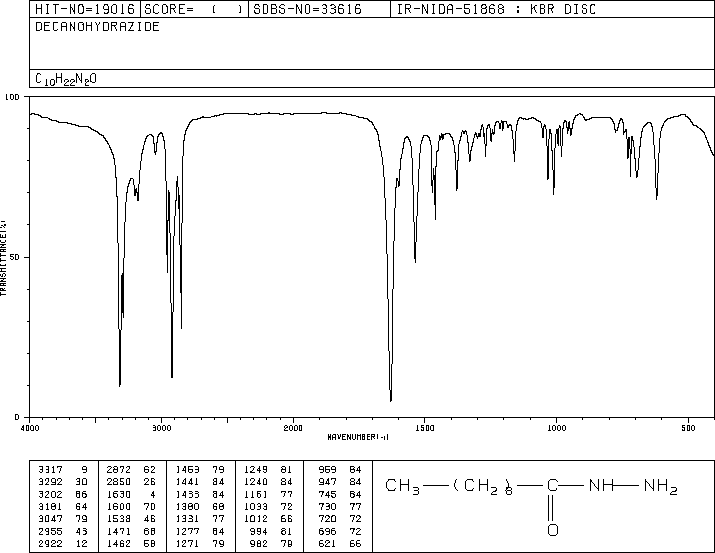 HIT-NO=19016 SCORE= ( ) SDBS-NO=33616 IR-NIDA-51868 : KBR DISC
DECANOHYDRAZIDE
C10H22N2O
100
50
0
TRANSMITTANCE(%)
4000 3000 2000 1500 1000 500
WAVENUMBER(-1)
3317 9 2872 62 1463 79 1249 81 969 84
3292 30 2850 26 1441 84 1240 84 947 84
3202 66 1630 4 1433 84 1161 77 745 84
3181 64 1600 70 1380 68 1033 72 730 77
3047 79 1538 46 1331 77 1012 66 720 72
2955 43 1471 68 1277 84 994 81 696 72
2922 12 1462 68 1271 79 982 79 621 66
CH3 (CH2)8 C NH NH2
O